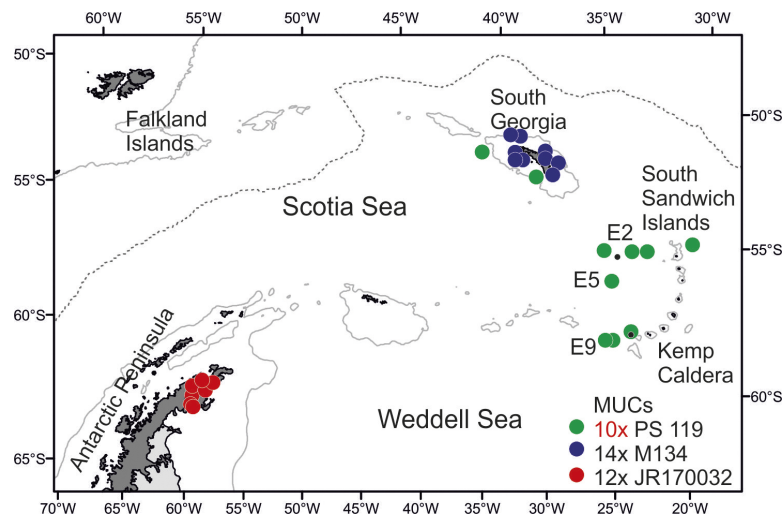 60°W 55°W 50°W 45°W 40°W 35°W 30°W
50°S
Falkland
Islands
South
Georgia
50°S
55°S
Scotia Sea
South
Sandwich
Islands
E2
55°S
E5
60°S
E9
Kemp
Caldera
Antarctic Peninsula
60°S
Weddell Sea
MUCs
10x PS 119
14x M134
12x JR170032
65°S
70°W 65°W 60°W 55°W 50°W 45°W 40°W 35°W 30°W 25°W 20°W